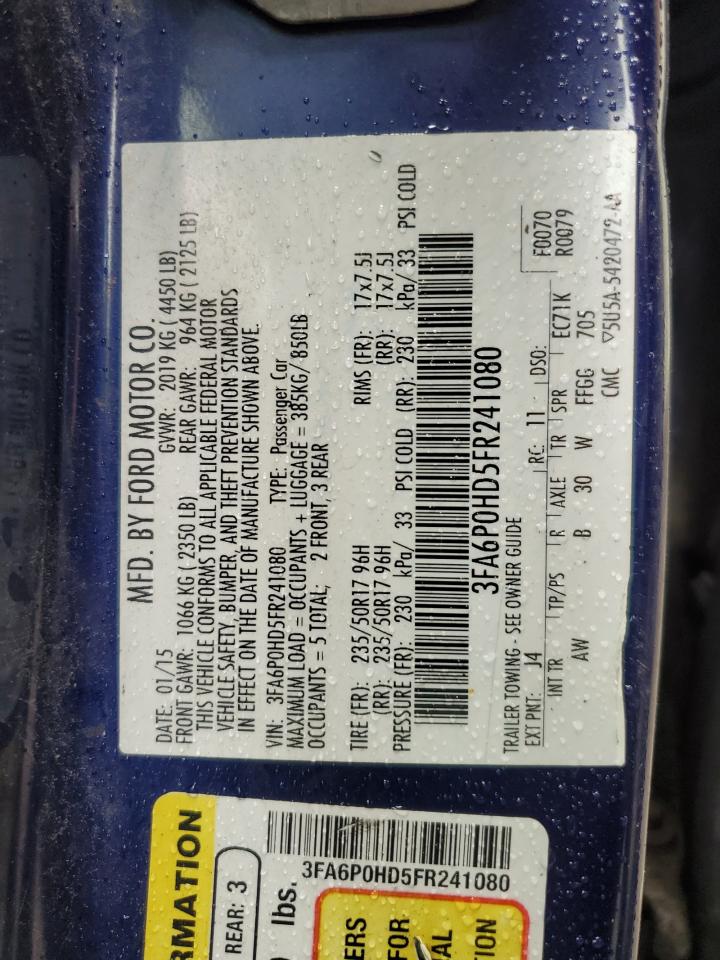 MFD. BY FORD MOTOR CO.
DATE: 01/15 GVWR: 2019 KG ( 4450 LB)
FRONT GAWR: 1066 KG ( 2350 LB) REAR GAWR: 964 KG ( 2125 LB)
THIS VEHICLE CONFORMS TO ALL APPLICABLE FEDERAL MOTOR
VEHICLE SAFETY, BUMPER, AND THEFT PREVENTION STANDARDS
IN EFFECT ON THE DATE OF MANUFACTURE SHOWN ABOVE.
VIN: 3FA6P0HD5FR241080 TYPE: Passenger Car
MAXIMUM LOAD = OCCUPANTS + LUGGAGE = 385KG/ 850LB
OCCUPANTS = 5 TOTAL; 2 FRONT, 3 REAR
TIRE (FR): 235/50R17 96H RIMS (FR): 17x7.5J
(RR): 235/50R17 96H (RR): 17x7.5J
PRESSURE (FR): 230 kPa/ 33 PSI COLD (RR): 230 kPa/ 33 PSI COLD
3FA6P0HD5FR241080
TRAILER TOWING - SEE OWNER GUIDE
EXT PNT: J4 RC: 11 DSO: F0070
R0079
INT TR TP/PS R AXLE TR SPR EC71K
AW B 30 W FFGG 705
CMC ▽5U5A-5420472-AA
RMATION
REAR: 3
lbs.
3FA6P0HD5FR241080
ERS
FOR
AL
TION